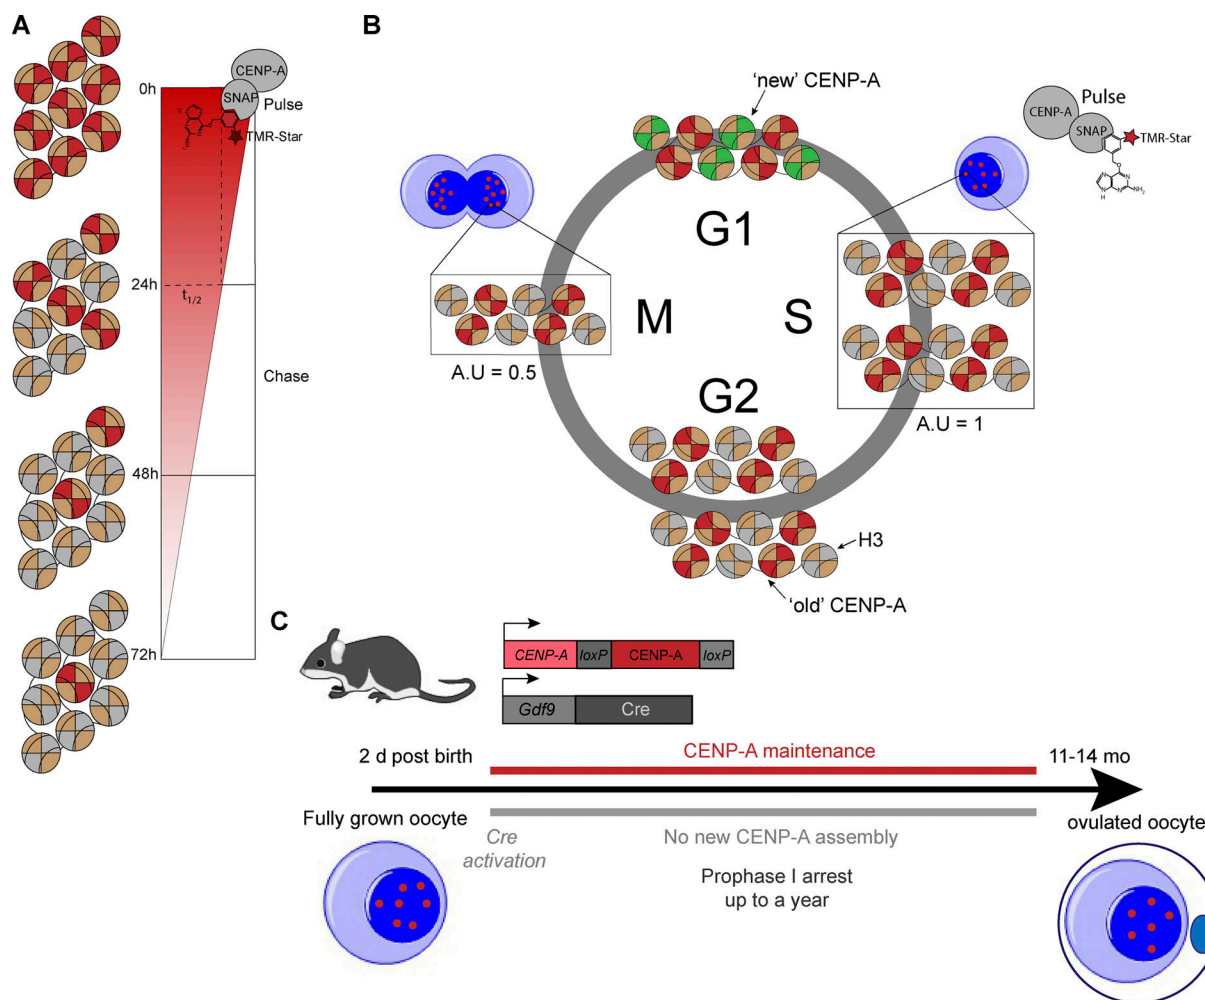 A
0h
CENP-A
SNAP
Pulse
TMR-Star
24h
t1/2
Chase
48h
72h
B
'new' CENP-A
CENP-A
Pulse
SNAP
TMR-Star
O
N
N
N
N
H
NH2
G1
M
S
G2
A.U = 0.5
A.U = 1
H3
'old' CENP-A
C
CENP-A loxP CENP-A loxP
Gdf9 Cre
2 d post birth
CENP-A maintenance
11-14 mo
Fully grown oocyte
Cre
activation
No new CENP-A assembly
ovulated oocyte
Prophase I arrest
up to a year